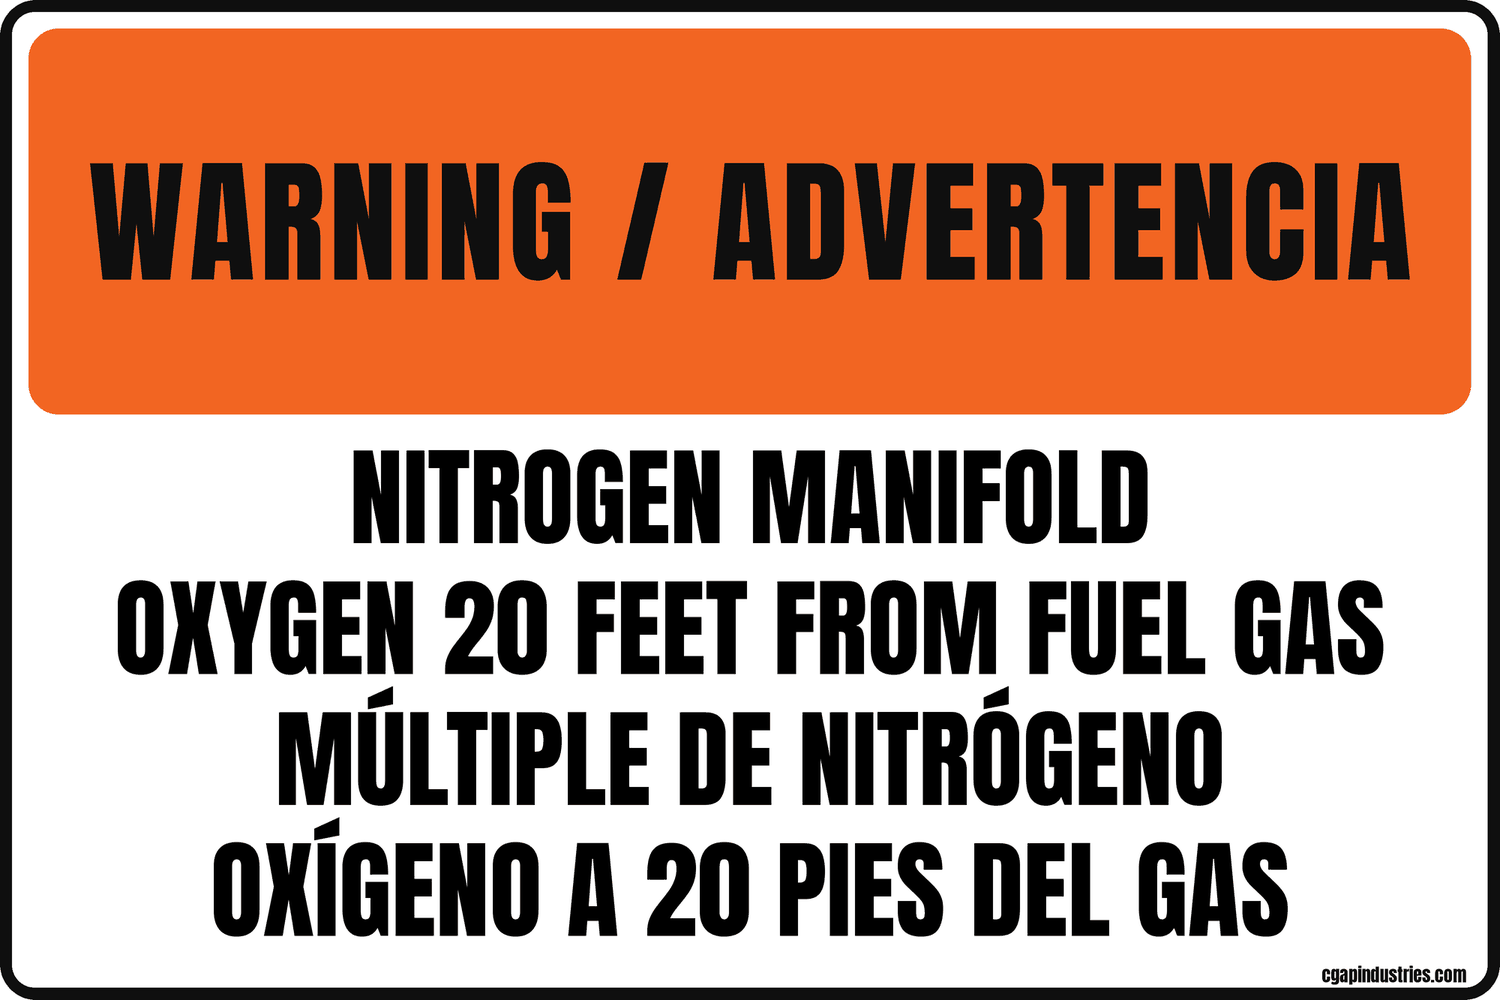 WARNING / ADVERTENCIA
NITROGEN MANIFOLD
OXYGEN 20 FEET FROM FUEL GAS
MÚLTIPLE DE NITRÓGENO
OXÍGENO A 20 PIES DEL GAS
cgapindustries.com